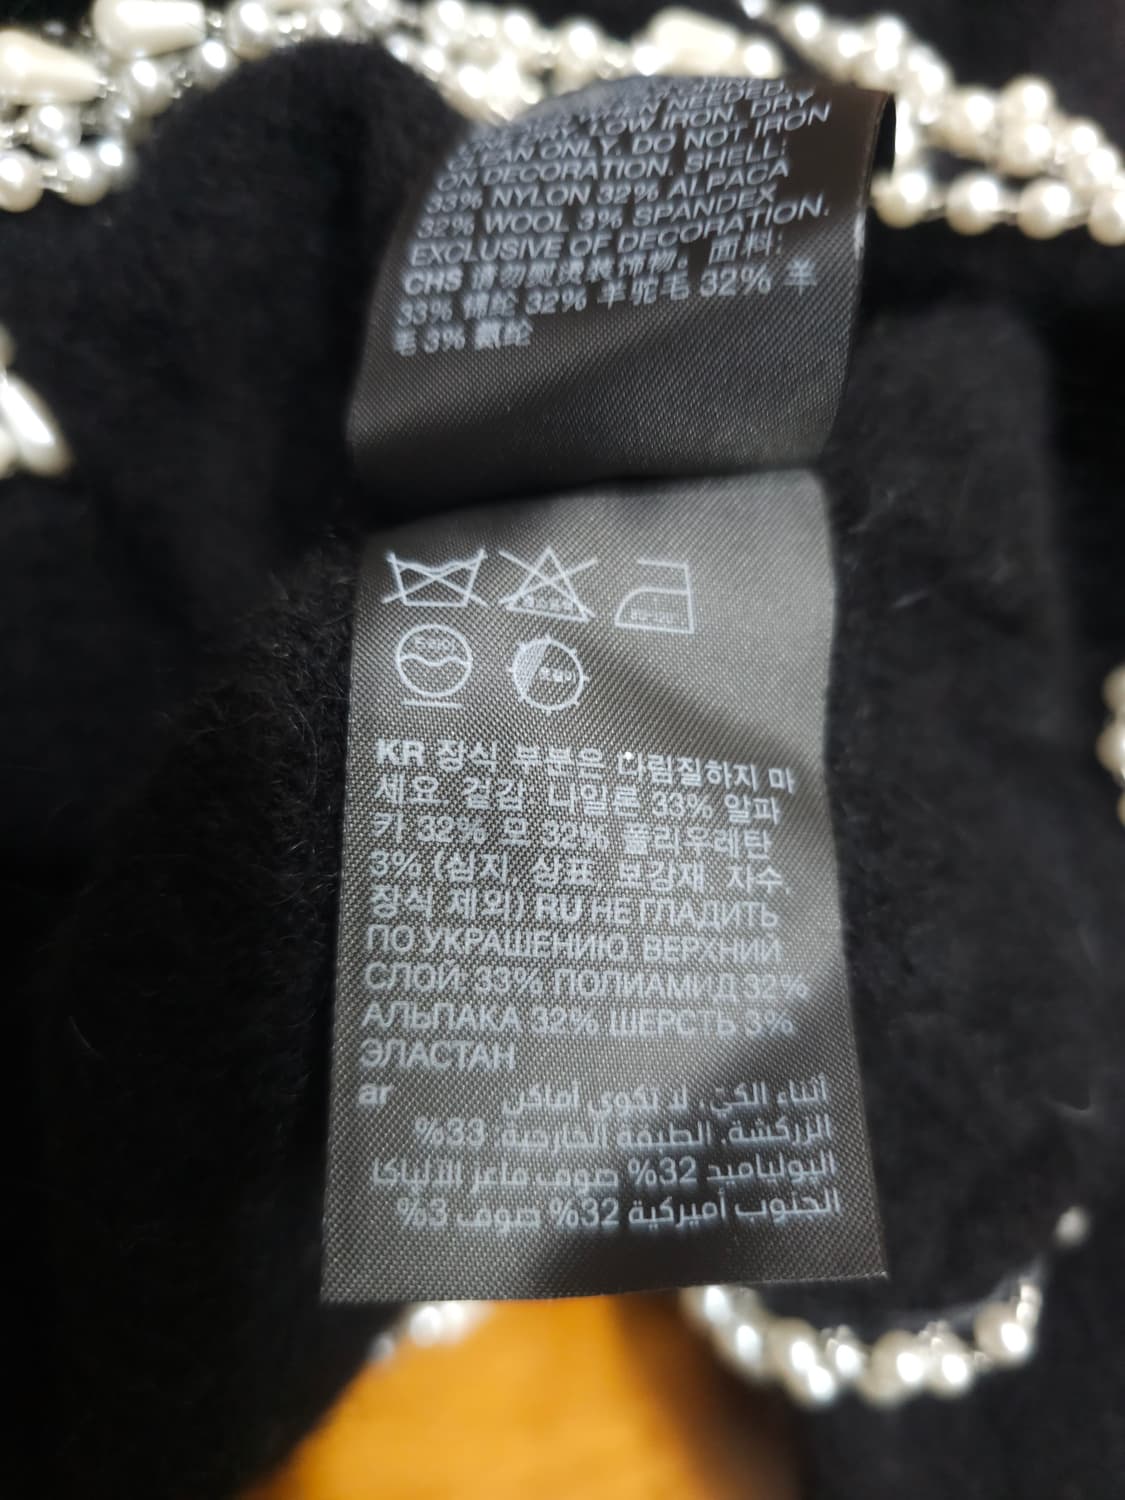 NEEDED.
LOW IRON. DRY
CLEAN ONLY. DO NOT IRON
ON DECORATION. SHELL:
33% NYLON 32% ALPACA
32% WOOL 3% SPANDEX
EXCLUSIVE OF DECORATION.
CHS 请勿熨烫装饰物。 面料:
33% 锦纶 32% 羊驼毛 32% 羊
毛 3% 氨纶
KR 장식 부분은 다림질하지 마
세요. 겉감 나일론 33% 알파
카 32% 모 32% 폴리우레탄
3% (심지 상표 보강재 자수.
장식 제외) RU НЕ ГЛАДИТЬ
ПО УКРАШЕНИЮ. ВЕРХНИЙ
СЛОЙ: 33% ПОЛИАМИД 32%
АЛЬПАКА 32% ШЕРСТЬ 3%
ЭЛАСТАН
ar أثناء الكيّ، لا تكوى أماكن
الزركشة. الطبقة الخارجية 33%
البولياميد 32% صوف ماعز الألباكا
الجنوب أميركية 32% صوف 3%